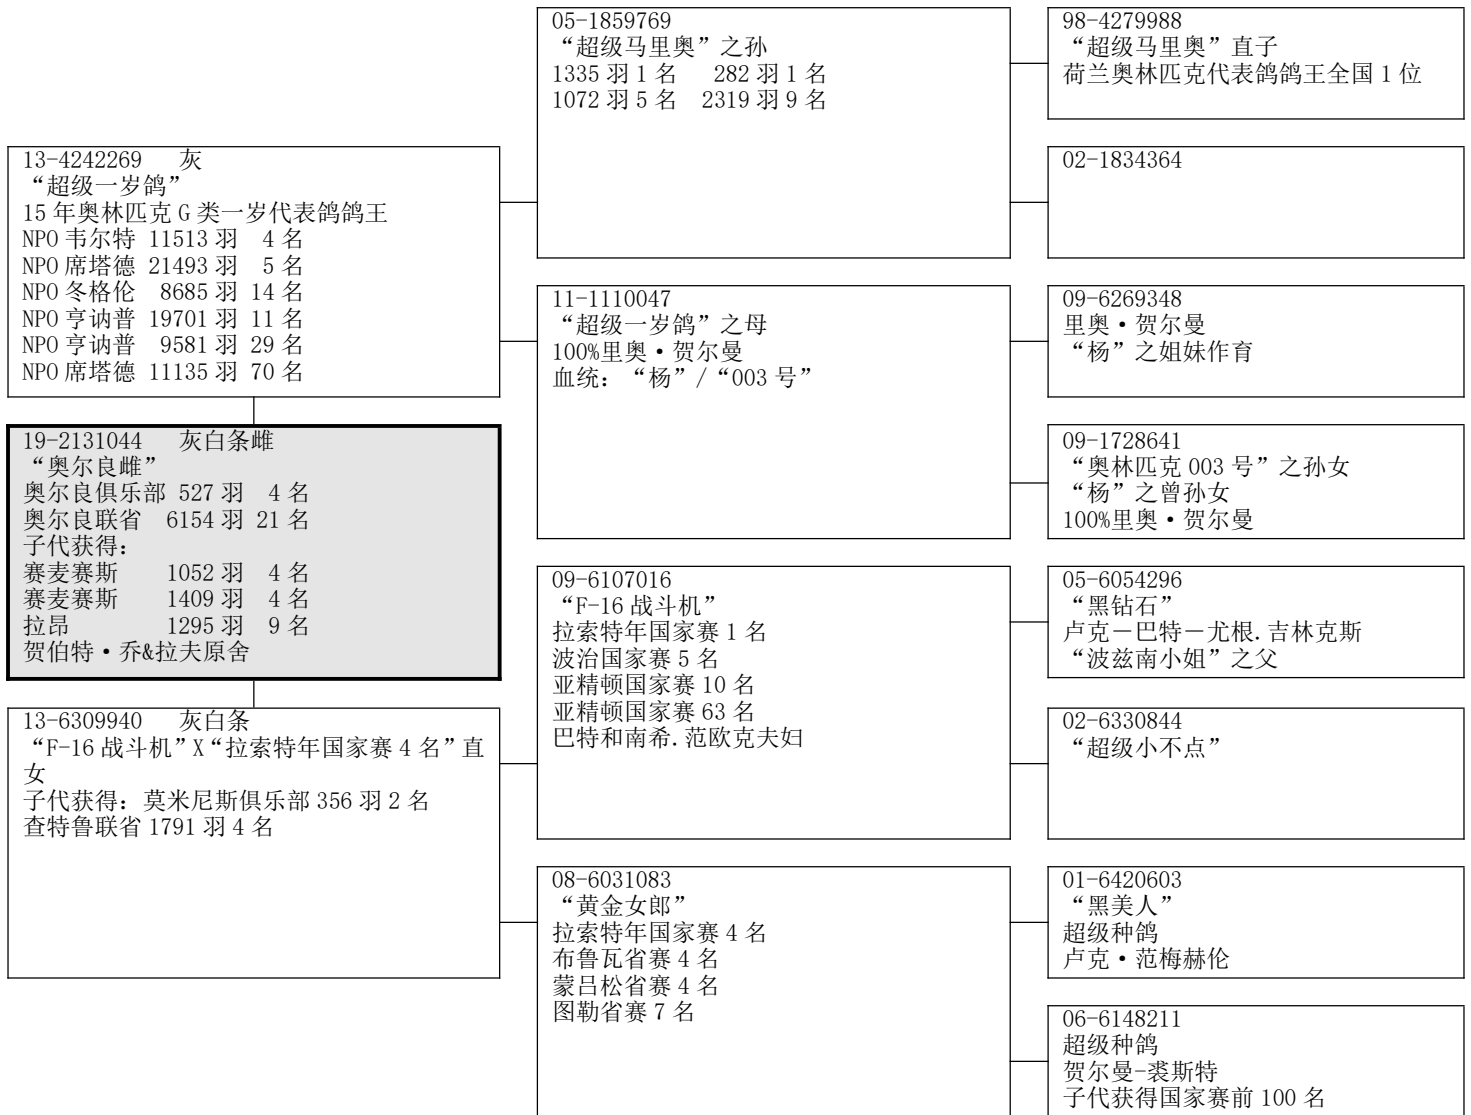 05-1859769
“超级马里奥”之孙
1335 羽 1 名   282 羽 1 名
1072 羽 5 名  2319 羽 9 名
98-4279988
“超级马里奥”直子
荷兰奥林匹克代表鸽鸽王全国 1 位
02-1834364
13-4242269   灰
“超级一岁鸽”
15 年奥林匹克 G 类一岁代表鸽鸽王
NPO 韦尔特 11513 羽   4 名
NPO 席塔德 21493 羽   5 名
NPO 冬格伦  8685 羽 14 名
NPO 亨讷普 19701 羽 11 名
NPO 亨讷普  9581 羽 29 名
NPO 席塔德 11135 羽 70 名
11-1110047
“超级一岁鸽”之母
100%里奥·贺尔曼
血统：“杨”/“003 号”
09-6269348
里奥·贺尔曼
“杨”之姐妹作育
09-1728641
“奥林匹克 003 号”之孙女
“杨”之曾孙女
100%里奥·贺尔曼
19-2131044   灰白条雌
“奥尔良雌”
奥尔良俱乐部 527 羽   4 名
奥尔良联省  6154 羽 21 名
子代获得：
赛麦赛斯    1052 羽   4 名
赛麦赛斯    1409 羽   4 名
拉昂        1295 羽   9 名
贺伯特·乔&拉夫原舍
09-6107016
“F-16 战斗机”
拉索特年国家赛 1 名
波治国家赛 5 名
亚精顿国家赛 10 名
亚精顿国家赛 63 名
巴特和南希.范欧克夫妇
05-6054296
“黑钻石”
卢克－巴特－尤根.吉林克斯
“波兹南小姐”之父
02-6330844
“超级小不点”
13-6309940   灰白条
“F-16 战斗机”X“拉索特年国家赛 4 名”直
女
子代获得：莫米尼斯俱乐部 356 羽 2 名
查特鲁联省 1791 羽 4 名
08-6031083
“黄金女郎”
拉索特年国家赛 4 名
布鲁瓦省赛 4 名
蒙吕松省赛 4 名
图勒省赛 7 名
01-6420603
“黑美人”
超级种鸽
卢克·范梅赫伦
06-6148211
超级种鸽
贺尔曼-裘斯特
子代获得国家赛前 100 名